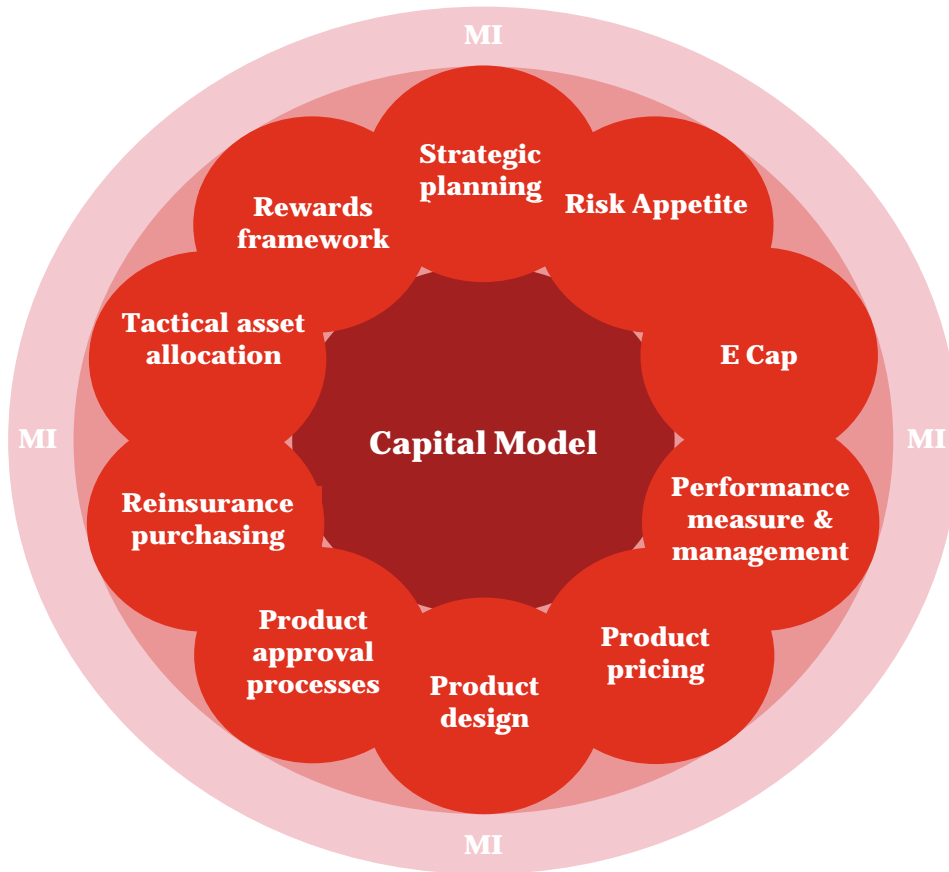 MI
Strategic
planning
Risk Appetite
E Cap
Performance
measure &
management
Product
pricing
Product
design
Product
approval
processes
Reinsurance
purchasing
Tactical asset
allocation
Rewards
framework
Capital Model
MI
MI
MI